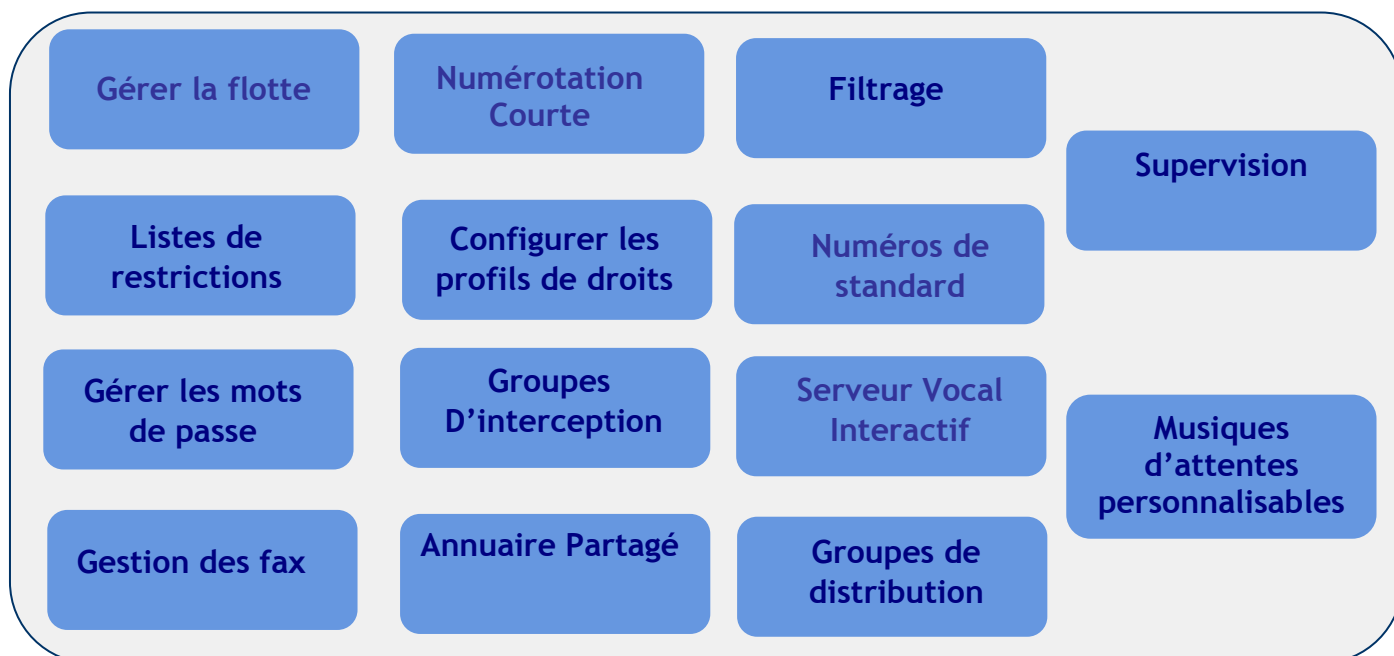 Gérer la flotte
Numérotation
Courte
Filtrage
Supervision
Listes de
restrictions
Configurer les
profils de droits
Numéros de
standard
Gérer les mots
de passe
Groupes
D’interception
Serveur Vocal
Interactif
Musiques
d’attentes
personnalisables
Gestion des fax
Annuaire Partagé
Groupes de
distribution